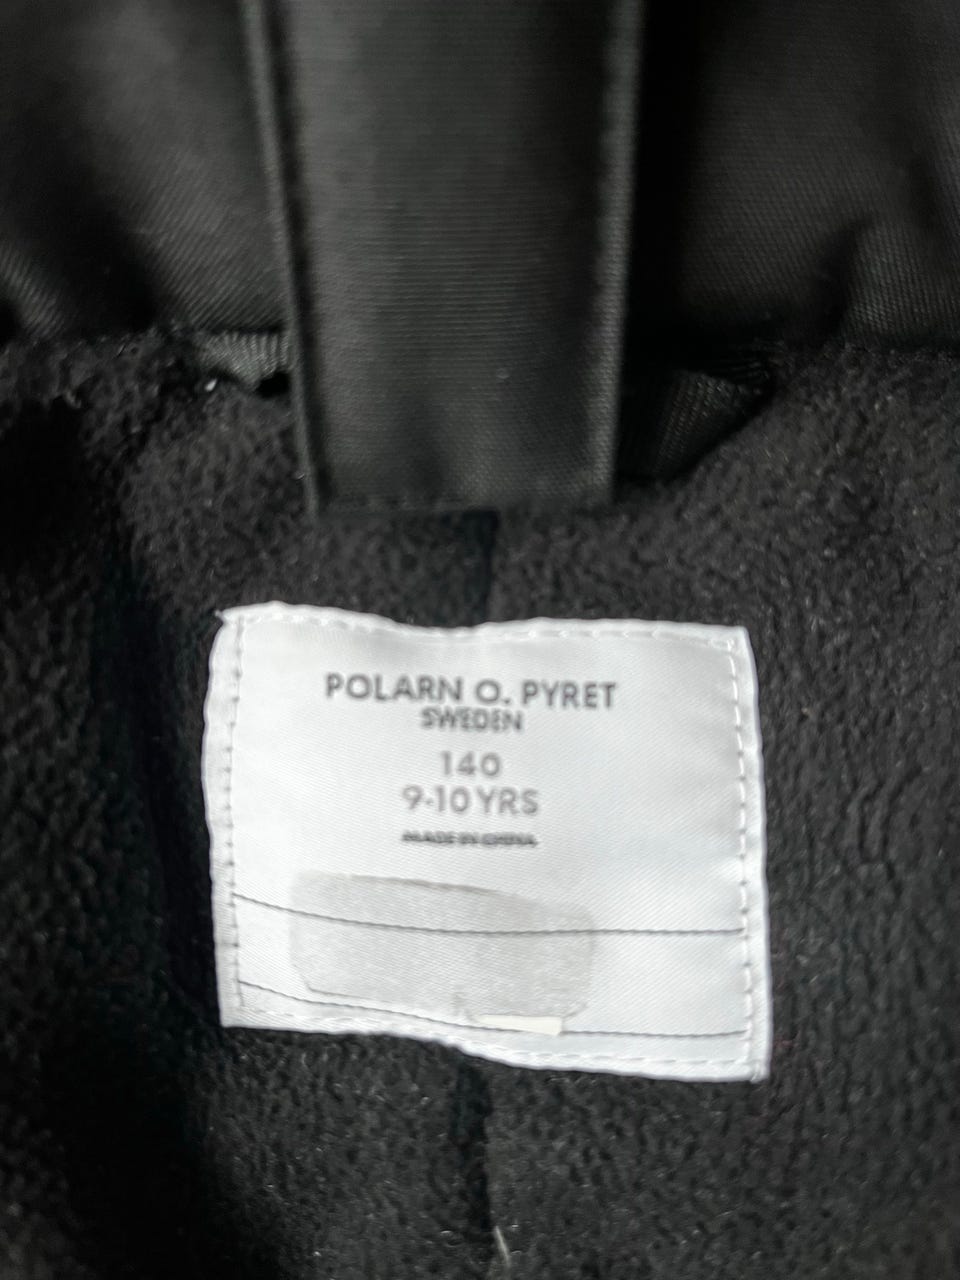 POLARN O. PYRET
SWEDEN
140
9-10 YRS
MADE IN CHINA